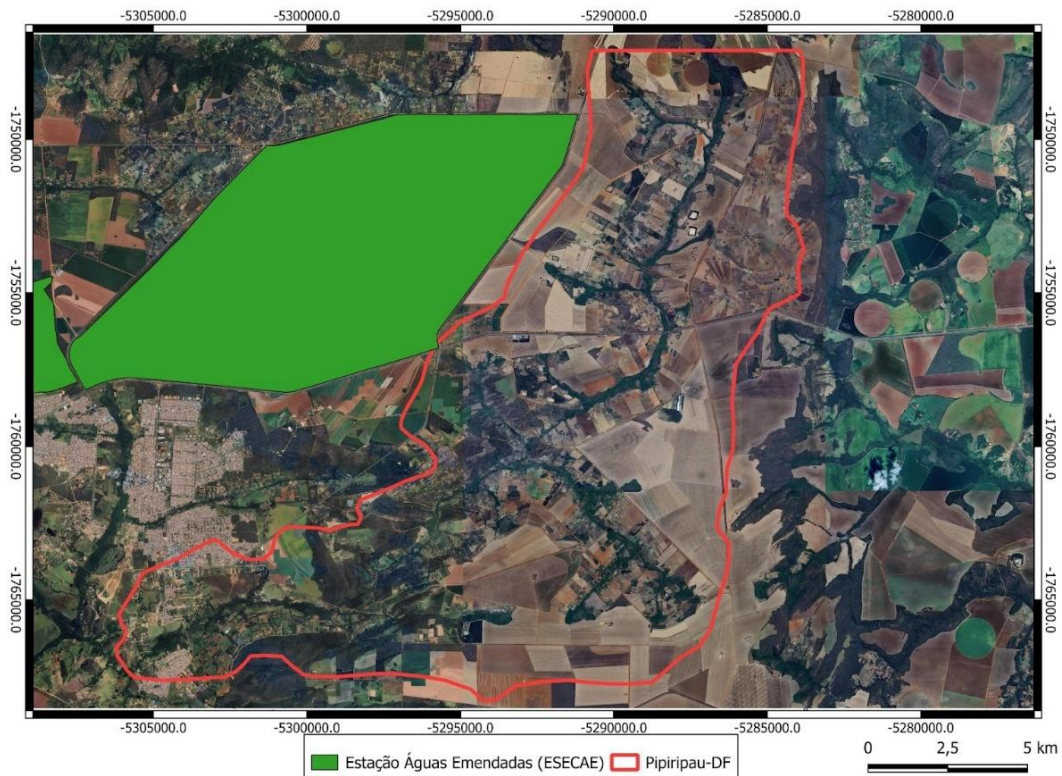 -5305000.0 -5300000.0 -5295000.0 -5290000.0 -5285000.0 -5280000.0
-1750000.0 -1750000.0
-1755000.0 -1755000.0
-1760000.0 -1760000.0
-1765000.0 -1765000.0
-5305000.0 -5300000.0 -5295000.0 -5290000.0 -5285000.0 -5280000.0
Estação Águas Emendadas (ESECAE) Pipiripau-DF
0 2,5 5 km